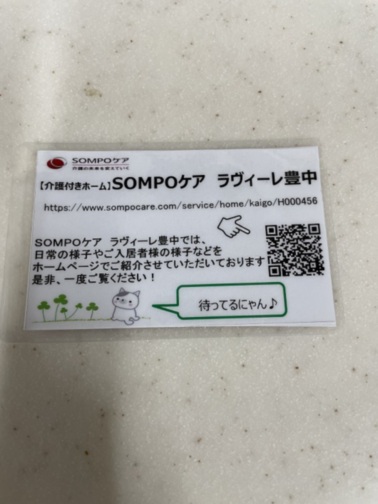 SOMPOケア
介護の未来を変えていく
【介護付きホーム】SOMPOケア ラヴィーレ豊中
https://www.sompocare.com/service/home/kaigo/H000456
SOMPOケア ラヴィーレ豊中では、
日常の様子やご入居者様の様子などを
ホームページでご紹介させていただいております
是非、一度ご覧ください！
待ってるにゃん♪